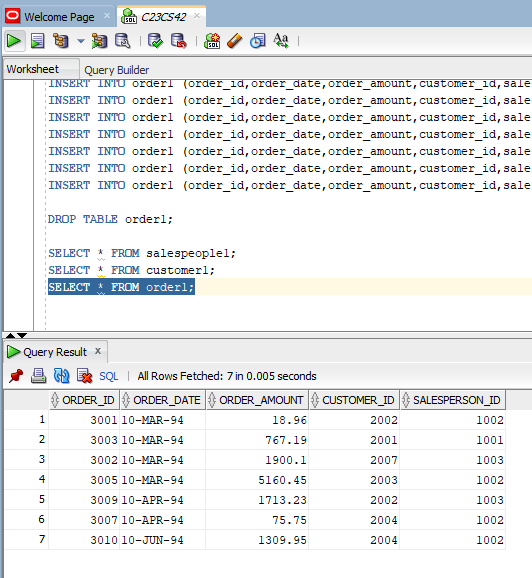 Welcome Page × C23CS42 ×
Worksheet Query Builder
INSERT INTO order1 (order_id,order_date,order_amount,customer_id,sale
INSERT INTO order1 (order_id,order_date,order_amount,customer_id,sale
INSERT INTO order1 (order_id,order_date,order_amount,customer_id,sale
INSERT INTO order1 (order_id,order_date,order_amount,customer_id,sale
INSERT INTO order1 (order_id,order_date,order_amount,customer_id,sale
INSERT INTO order1 (order_id,order_date,order_amount,customer_id,sale
INSERT INTO order1 (order_id,order_date,order_amount,customer_id,sale
DROP TABLE order1;
SELECT * FROM salespeople1;
SELECT * FROM customer1;
SELECT * FROM order1;
Query Result ×
SQL | All Rows Fetched: 7 in 0.005 seconds
ORDER_ID ORDER_DATE ORDER_AMOUNT CUSTOMER_ID SALESPERSON_ID
1 3001 10-MAR-94 18.96 2002 1002
2 3003 10-MAR-94 767.19 2001 1001
3 3002 10-MAR-94 1900.1 2007 1003
4 3005 10-MAR-94 5160.45 2003 1002
5 3009 10-APR-94 1713.23 2002 1003
6 3007 10-APR-94 75.75 2004 1002
7 3010 10-JUN-94 1309.95 2004 1002